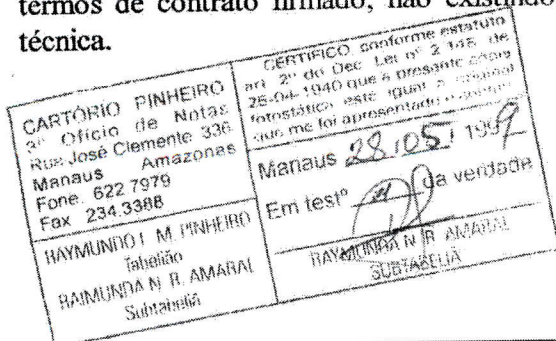 termos de contrato firmado, não existindo
técnica.
CARTÓRIO PINHEIRO
3º Ofício de Notas
Rua José Clemente 336
Manaus Amazonas
Fone. 622 7979
Fax 234.3388
RAYMUNDO L. M. PINHEIRO
Tabelião
RAIMUNDA N. R. AMARAL
Subtabeliã
CERTIFICO, conforme estatuto
art. 2º do Dec. Lei nº 2.148, de
25-04-1940 que a presente cópia
fotostática está igual a original
que me foi apresentado
Manaus 28/05/1999
Em testº da verdade
RAYMUNDA N. R. AMARAL
SUBTABELIÃ